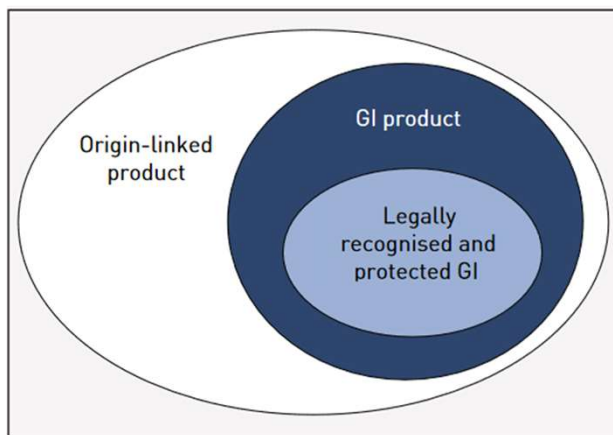 GI product
Origin-linked
product
Legally
recognised and
protected GI